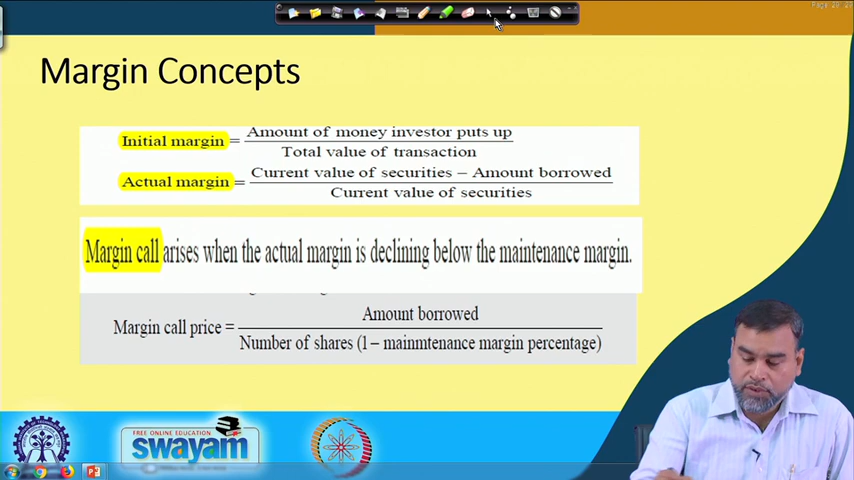 Margin Concepts
Initial margin = Amount of money investor puts up
Total value of transaction
Actual margin = Current value of securities − Amount borrowed
Current value of securities
Margin call arises when the actual margin is declining below the maintenance margin.
Margin call price = Amount borrowed
Number of shares (1 − mainmtenance margin percentage)
FREE ONLINE EDUCATION
swayam